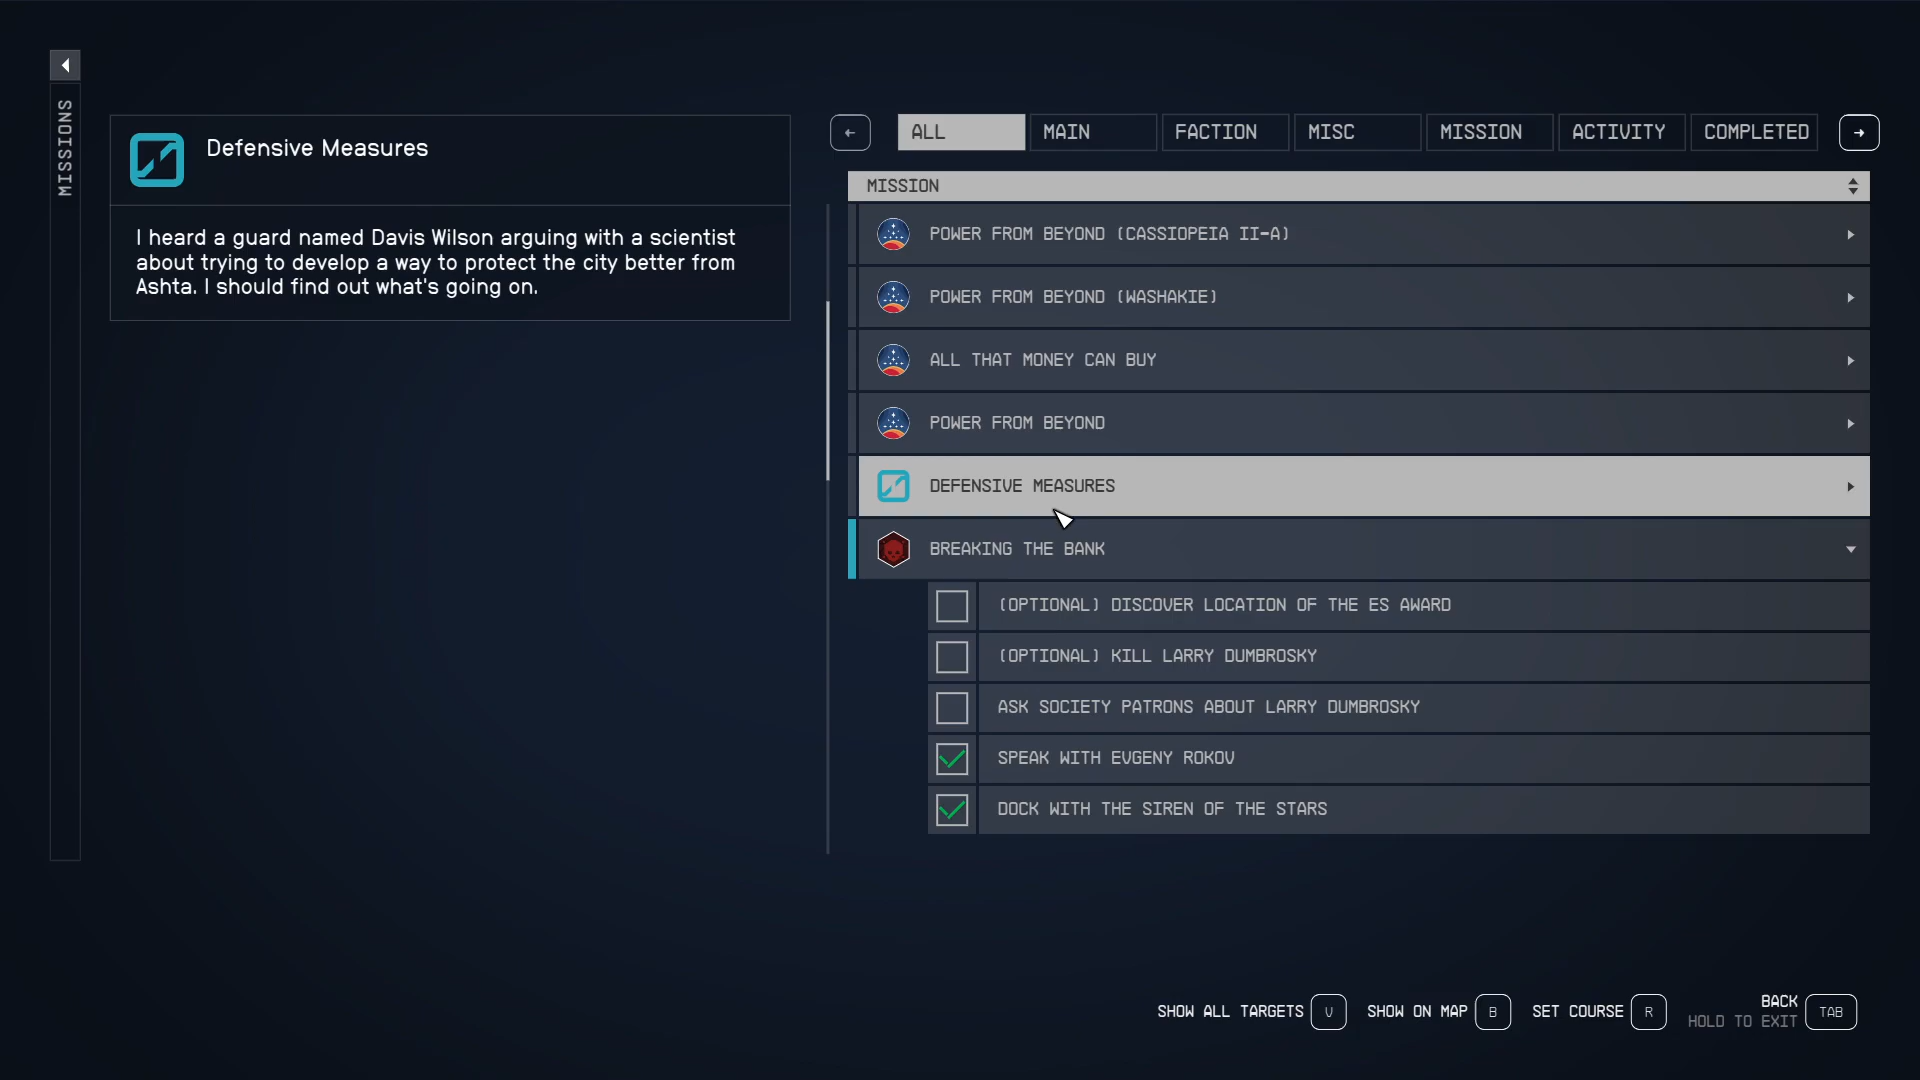 MISSIONS
Defensive Measures
I heard a guard named Davis Wilson arguing with a scientist
about trying to develop a way to protect the city better from
Ashta. I should find out what's going on.
← ALL MAIN FACTION MISC MISSION ACTIVITY COMPLETED →
MISSION
POWER FROM BEYOND (CASSIOPEIA II-A)
POWER FROM BEYOND (WASHAKIE)
ALL THAT MONEY CAN BUY
POWER FROM BEYOND
DEFENSIVE MEASURES
BREAKING THE BANK
(OPTIONAL) DISCOVER LOCATION OF THE ES AWARD
(OPTIONAL) KILL LARRY DUMBROSKY
ASK SOCIETY PATRONS ABOUT LARRY DUMBROSKY
SPEAK WITH EVGENY ROKOV
DOCK WITH THE SIREN OF THE STARS
SHOW ALL TARGETS V SHOW ON MAP B SET COURSE R BACK TAB
HOLD TO EXIT